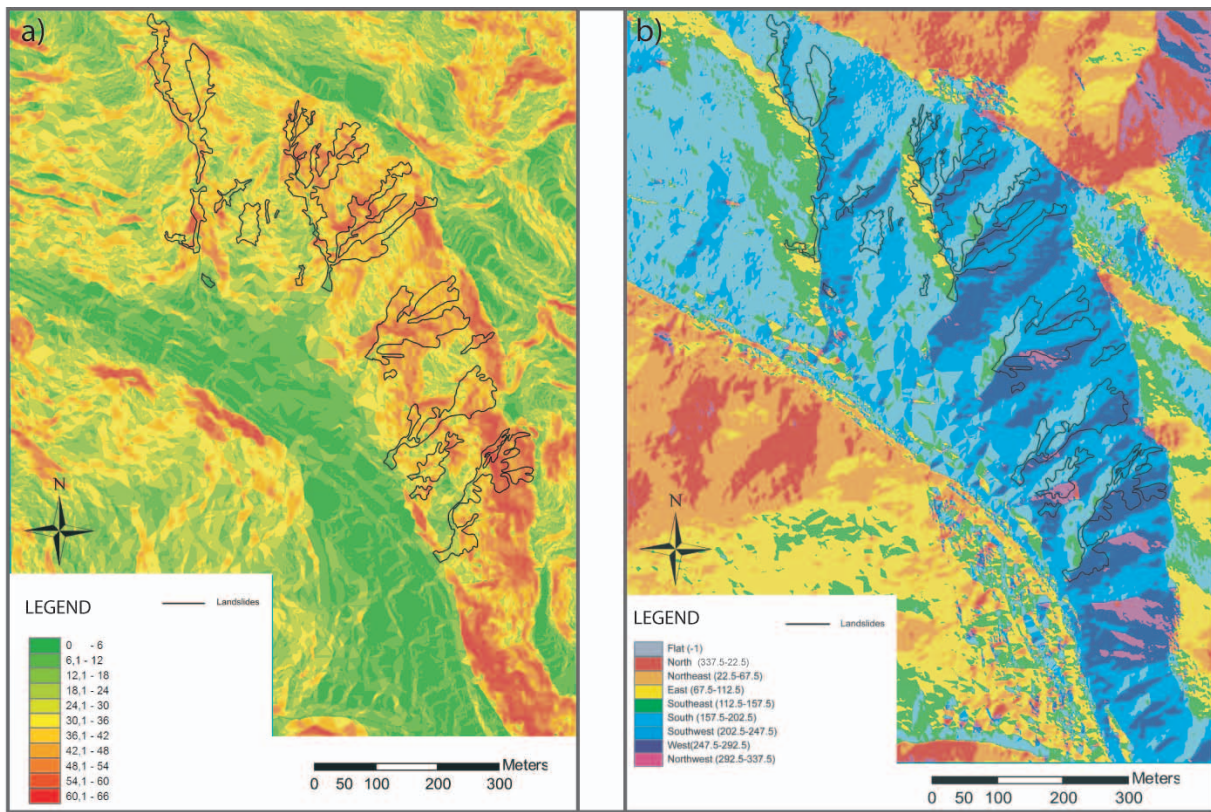 a)
N
LEGEND
Landslides
0 - 6
6,1 - 12
12,1 - 18
18,1 - 24
24,1 - 30
30,1 - 36
36,1 - 42
42,1 - 48
48,1 - 54
54,1 - 60
60,1 - 66
Meters
0 50 100 200 300
b)
N
LEGEND
Landslides
Flat (-1)
North (337.5-22.5)
Northeast (22.5-67.5)
East (67.5-112.5)
Southeast (112.5-157.5)
South (157.5-202.5)
Southwest (202.5-247.5)
West(247.5-292.5)
Northwest (292.5-337.5)
Meters
0 50 100 200 300